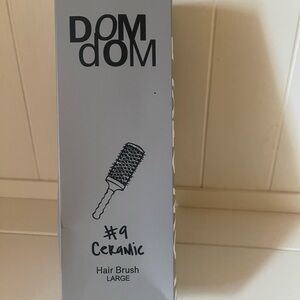 DOM
dOM
#9
CeRAMic
Hair Brush
LARGE